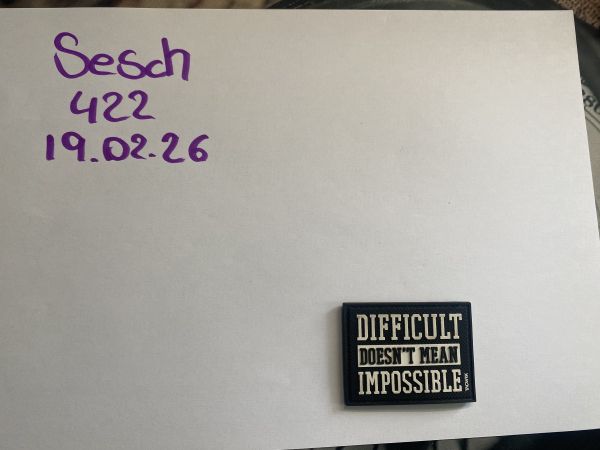 Sesch
422
19.02.26
DIFFICULT
DOESN'T MEAN
IMPOSSIBLE